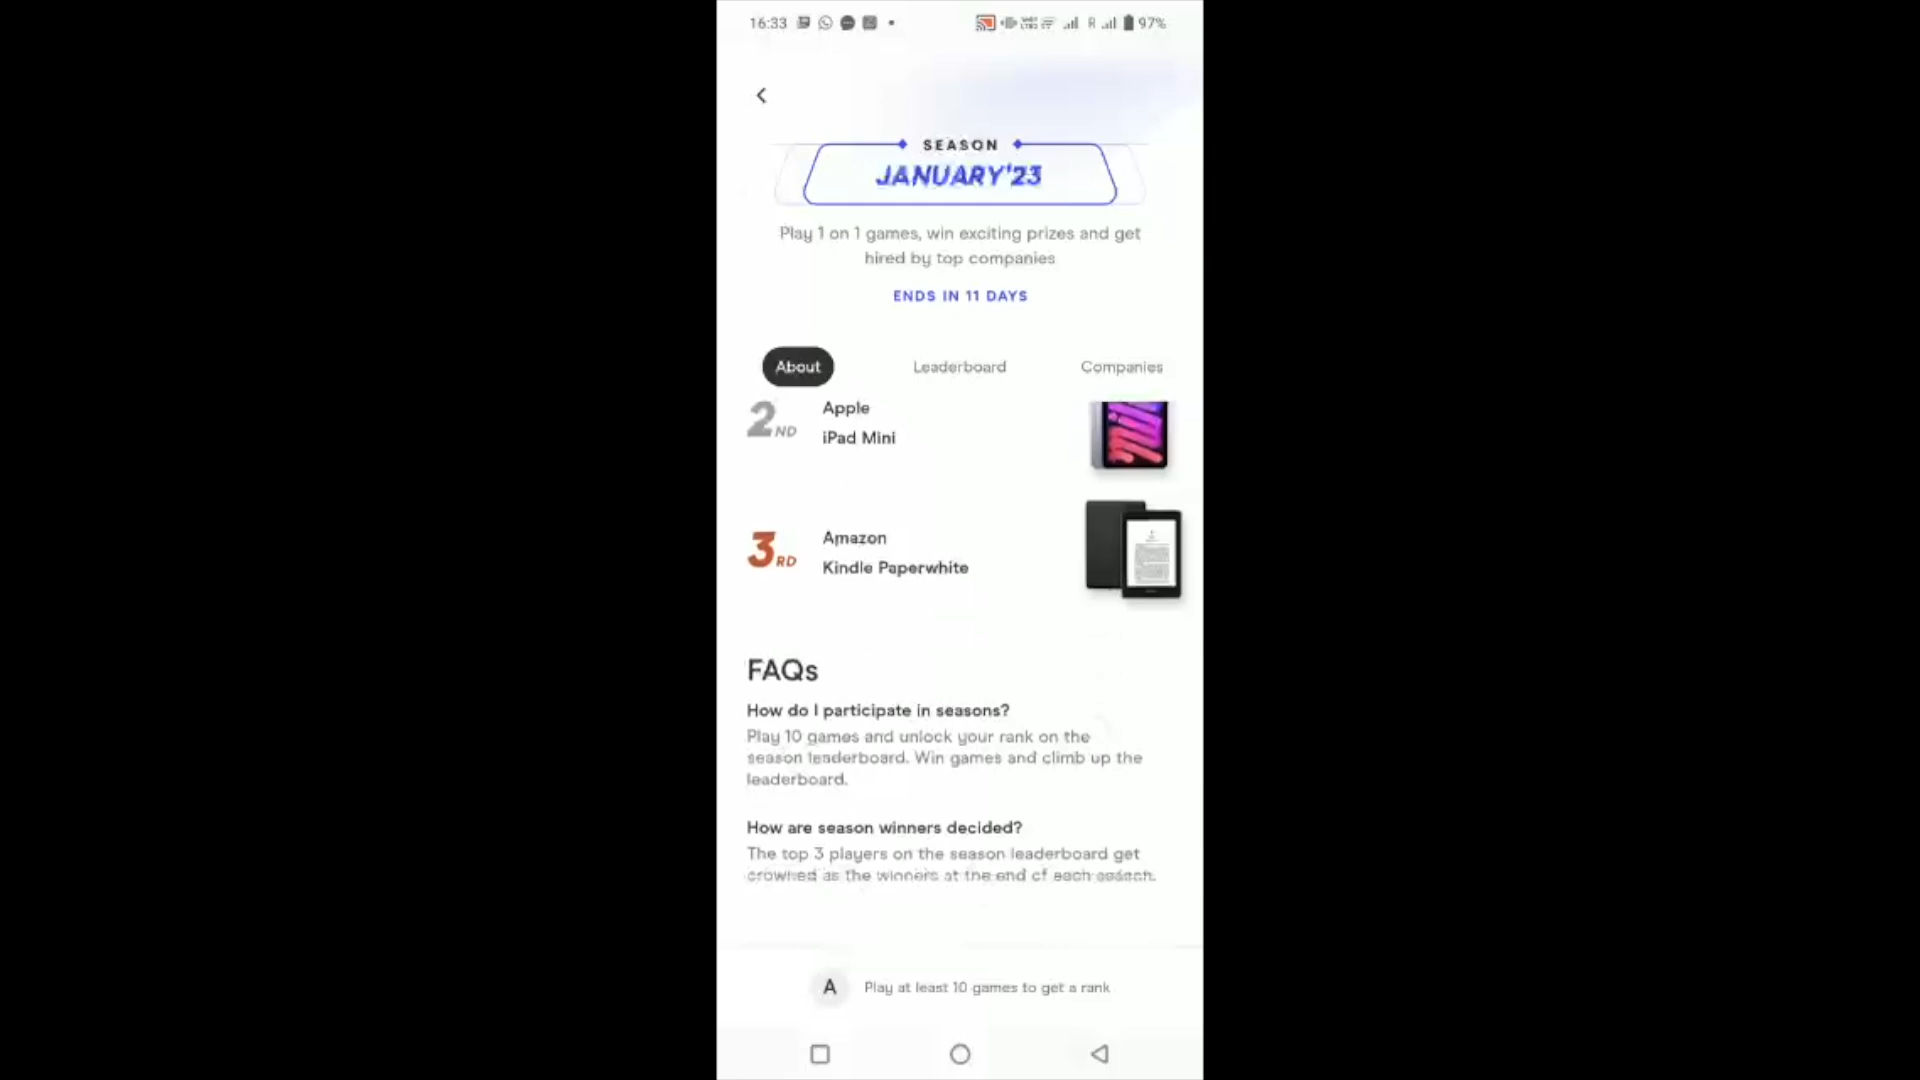 16:33
R 97%
SEASON
JANUARY'23
Play 1 on 1 games, win exciting prizes and get
hired by top companies
ENDS IN 11 DAYS
About Leaderboard Companies
2ND
Apple
iPad Mini
3RD
Amazon
Kindle Paperwhite
FAQs
How do I participate in seasons?
Play 10 games and unlock your rank on the
season leaderboard. Win games and climb up the
leaderboard.
How are season winners decided?
The top 3 players on the season leaderboard get
crowned as the winners at the end of each season.
A Play at least 10 games to get a rank